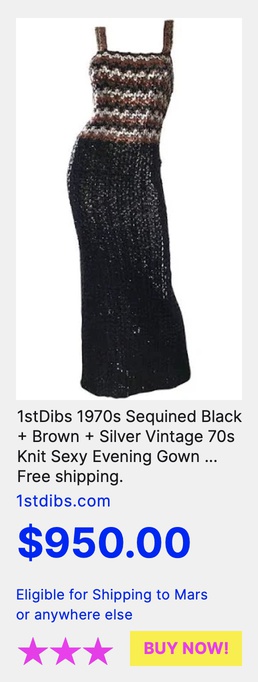 1stDibs 1970s Sequined Black
+ Brown + Silver Vintage 70s
Knit Sexy Evening Gown ...
Free shipping.
1stdibs.com
$950.00
Eligible for Shipping to Mars
or anywhere else
BUY NOW!